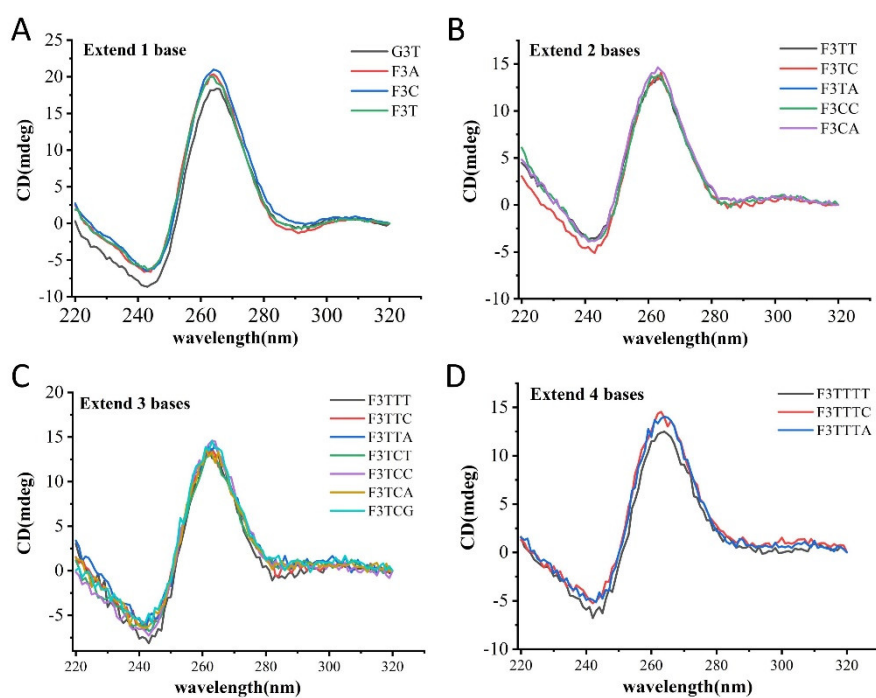 A
Extend 1 base
G3T
F3A
F3C
F3T
CD(mdeg)
25
20
15
10
5
0
-5
-10
220 240 260 280 300 320
wavelength(nm)
B
Extend 2 bases
F3TT
F3TC
F3TA
F3CC
F3CA
CD(mdeg)
20
15
10
5
0
-5
-10
220 240 260 280 300 320
wavelength(nm)
C
Extend 3 bases
F3TTT
F3TTC
F3TTA
F3TCT
F3TCC
F3TCA
F3TCG
CD(mdeg)
20
15
10
5
0
-5
220 240 260 280 300 320
wavelength(nm)
D
Extend 4 bases
F3TTTT
F3TTTC
F3TTTA
CD(mdeg)
15
10
5
0
-5
-10
220 240 260 280 300 320
wavelength(nm)